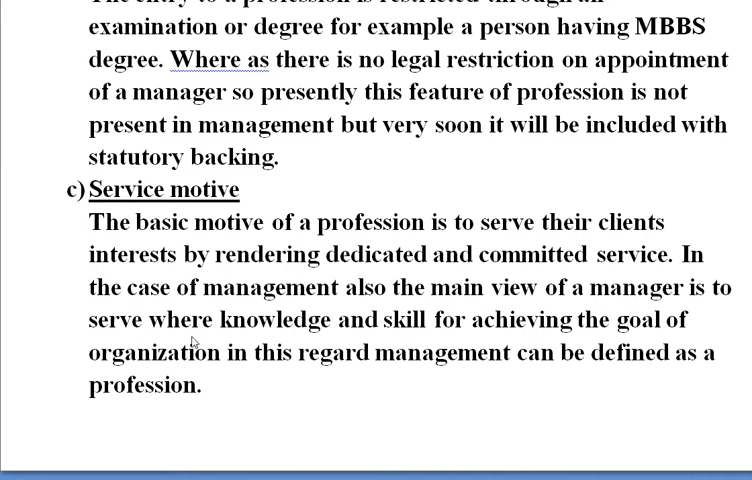 examination or degree for example a person having MBBS
degree. Where as there is no legal restriction on appointment
of a manager so presently this feature of profession is not
present in management but very soon it will be included with
statutory backing.
c) Service motive
The basic motive of a profession is to serve their clients
interests by rendering dedicated and committed service. In
the case of management also the main view of a manager is to
serve where knowledge and skill for achieving the goal of
organization in this regard management can be defined as a
profession.